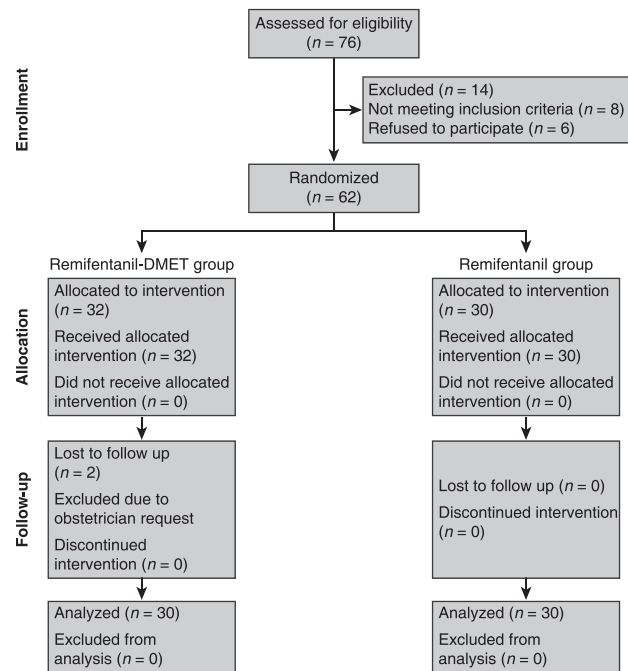 Assessed for eligibility
(n = 76)
Enrollment
Excluded (n = 14)
Not meeting inclusion criteria (n = 8)
Refused to participate (n = 6)
Randomized
(n = 62)
Remifentanil-DMET group
Allocation
Allocated to intervention
(n = 32)
Received allocated
intervention (n = 32)
Did not receive allocated
intervention (n = 0)
Remifentanil group
Allocated to intervention
(n = 30)
Received allocated
intervention (n = 30)
Did not receive allocated
intervention (n = 0)
Follow-up
Lost to follow up
(n = 2)
Excluded due to
obstetrician request
Discontinued
intervention (n = 0)
Lost to follow up (n = 0)
Discontinued intervention
(n = 0)
Analyzed (n = 30)
Excluded from
analysis (n = 0)
Analyzed (n = 30)
Excluded from
analysis (n = 0)